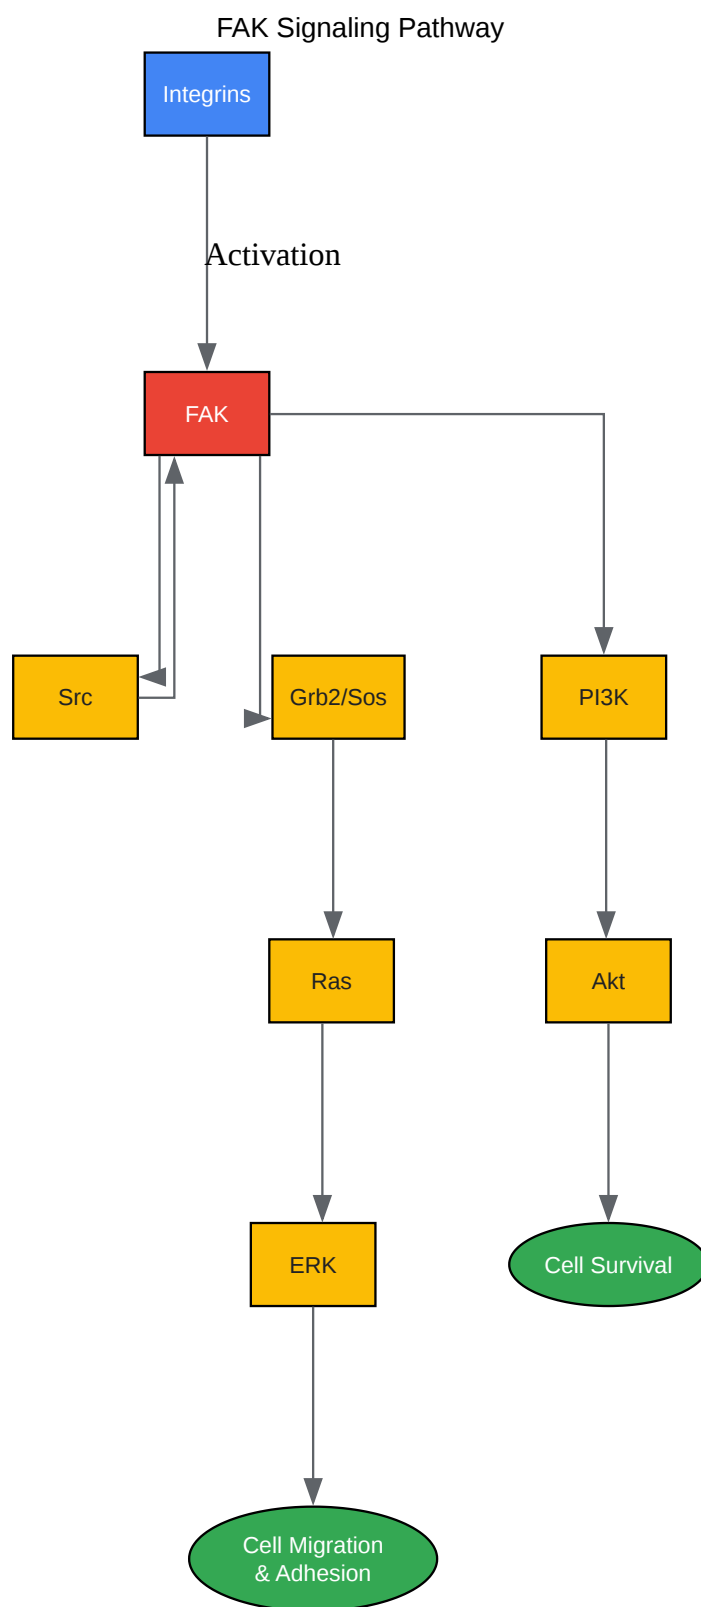 FAK Signaling Pathway
Integrins
Activation
FAK
Src
Grb2/Sos
PI3K
Ras
Akt
ERK
Cell Survival
Cell Migration
& Adhesion